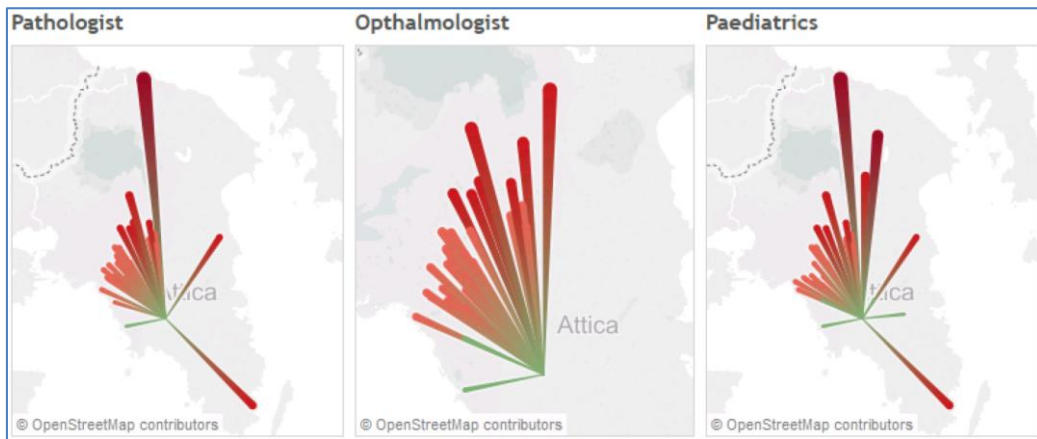 Pathologist
Opthalmologist
Paediatrics
Attica
Attica
Attica
© OpenStreetMap contributors
© OpenStreetMap contributors
© OpenStreetMap contributors